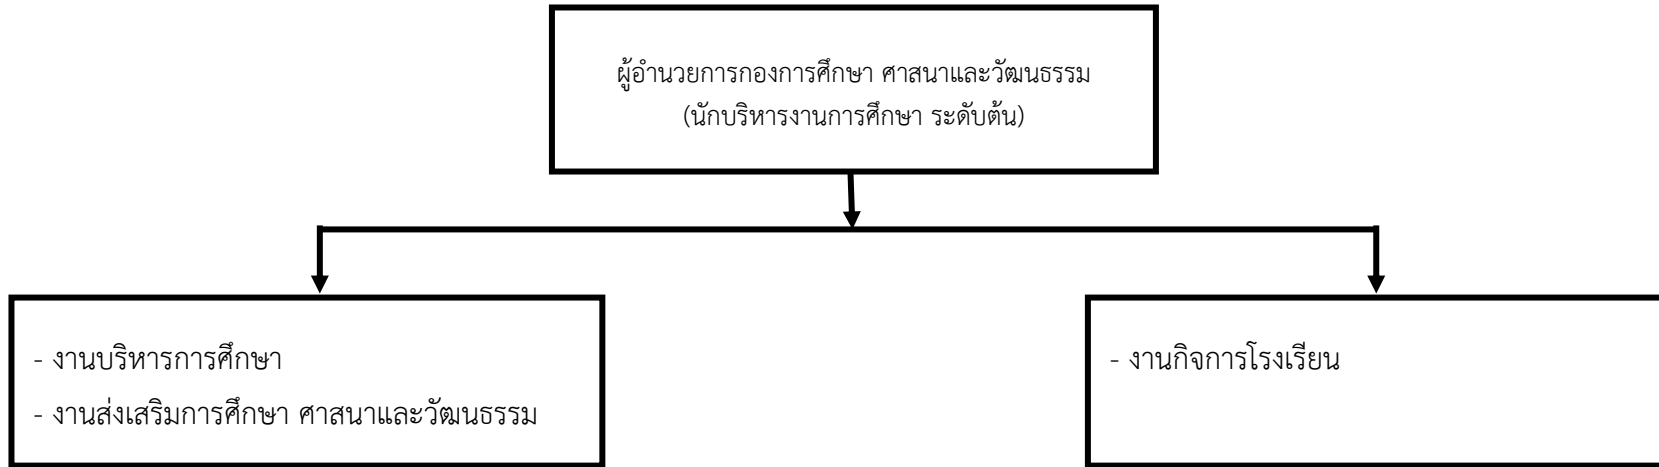 ผู้อำนวยการกองการศึกษา ศาสนาและวัฒนธรรม
(นักบริหารงานการศึกษา ระดับต้น)
- งานบริหารการศึกษา
- งานส่งเสริมการศึกษา ศาสนาและวัฒนธรรม
- งานกิจการโรงเรียน